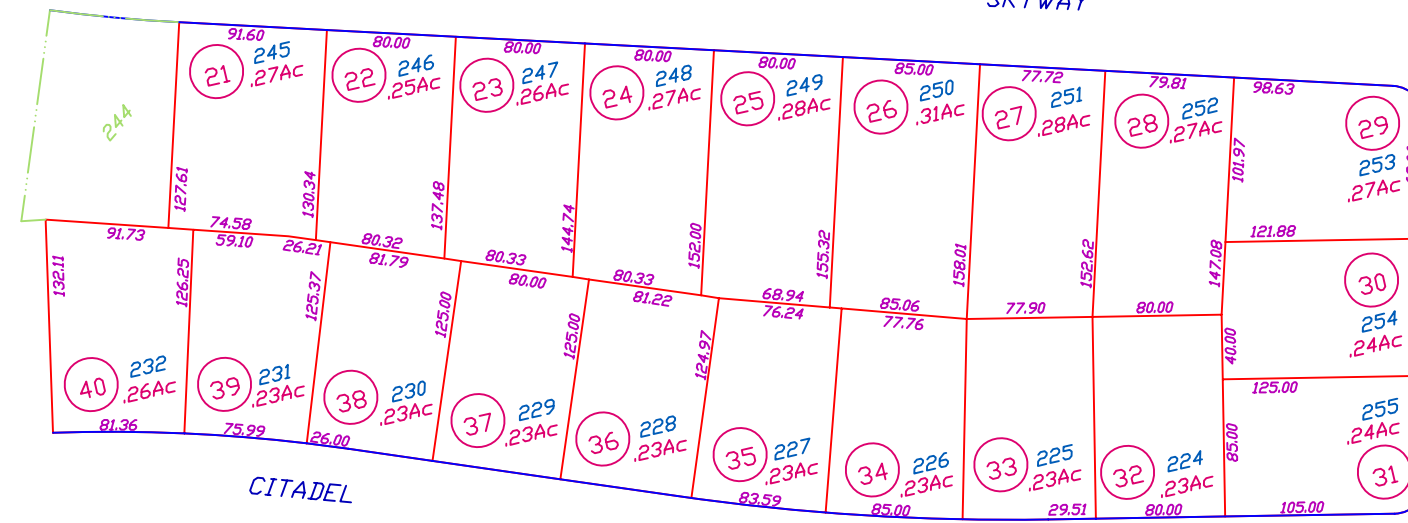 SKYWAY
91.60
80.00
80.00
80.00
80.00
85.00
77.72
79.81
98.63
244
21 245 .27AC
22 246 .25AC
23 247 .26AC
24 248 .27AC
25 249 .28AC
26 250 .31AC
27 251 .28AC
28 252 .27AC
29
253
.27AC
127.61
130.34
137.48
144.74
152.00
155.32
158.01
152.62
101.97
147.08
121.88
74.58
80.32
80.33
80.33
68.94
85.06
77.90
80.00
91.73
59.10
26.21
81.79
80.00
81.22
76.24
77.76
30
254
.24AC
40.00
125.00
132.11
126.25
125.37
125.00
125.00
124.97
85.00
40 232 .26AC
39 231 .23AC
38 230 .23AC
37 229 .23AC
36 228 .23AC
35 227 .23AC
34 226 .23AC
33 225 .23AC
32 224 .23AC
255
.24AC
31
81.36
75.99
26.00
83.59
85.00
29.51
80.00
105.00
CITADEL